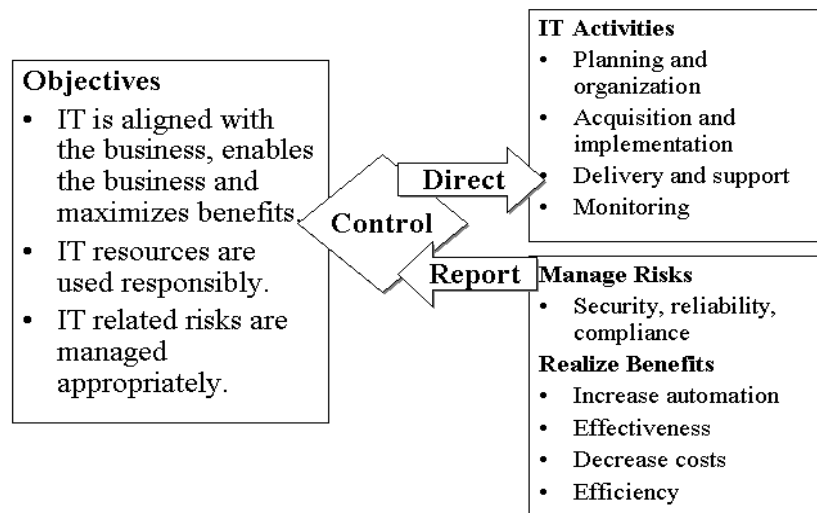 Objectives
• IT is aligned with
the business, enables
the business and
maximizes benefits.
• IT resources are
used responsibly.
• IT related risks are
managed
appropriately.
Control
Direct
Report
IT Activities
• Planning and
organization
• Acquisition and
implementation
• Delivery and support
• Monitoring
Manage Risks
• Security, reliability,
compliance
Realize Benefits
• Increase automation
• Effectiveness
• Decrease costs
• Efficiency